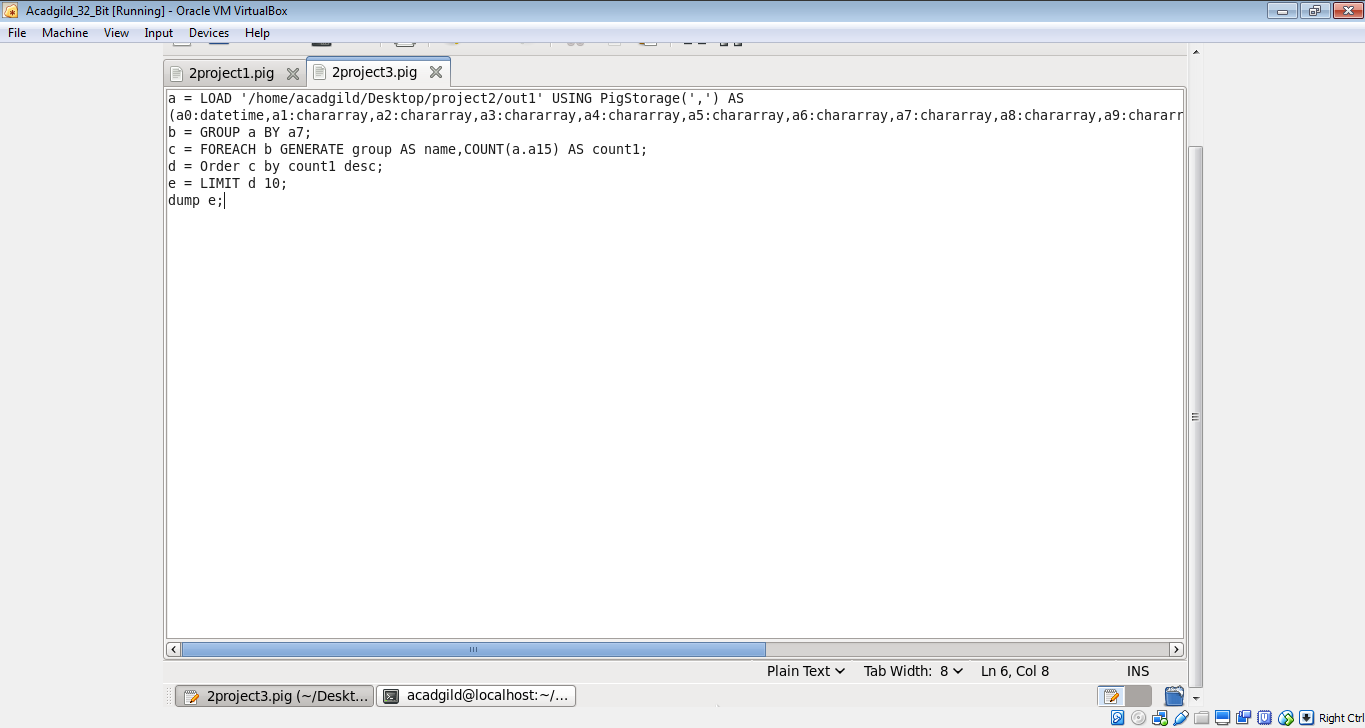 Acadgild_32_Bit [Running] - Oracle VM VirtualBox
File Machine View Input Devices Help
2project1.pig 2project3.pig
a = LOAD '/home/acadgild/Desktop/project2/out1' USING PigStorage(',') AS
(a0:datetime,a1:chararray,a2:chararray,a3:chararray,a4:chararray,a5:chararray,a6:chararray,a7:chararray,a8:chararray,a9:chararr
b = GROUP a BY a7;
c = FOREACH b GENERATE group AS name,COUNT(a.a15) AS count1;
d = Order c by count1 desc;
e = LIMIT d 10;
dump e;
Plain Text Tab Width: 8 Ln 6, Col 8 INS
2project3.pig (~/Deskt... acadgild@localhost:~/...
Right Ctrl